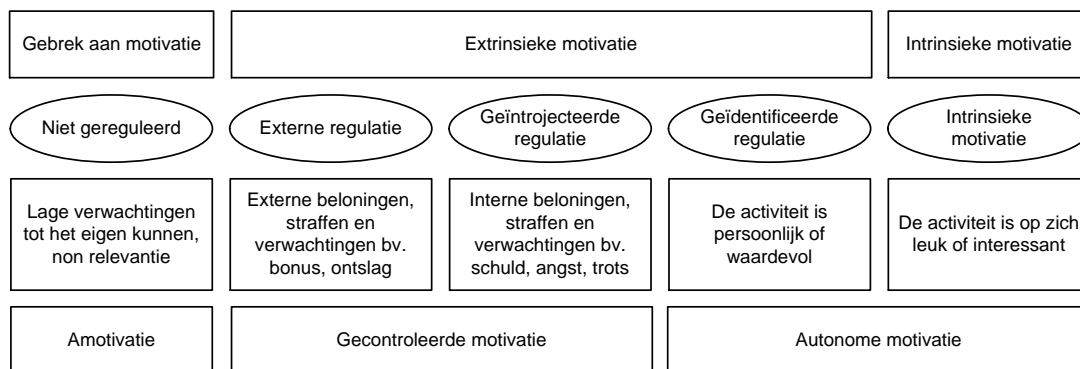 Gebrek aan motivatie
Extrinsieke motivatie
Intrinsieke motivatie
Niet gereguleerd
Externe regulatie
Geïntrojecteerde
regulatie
Geïdentificeerde
regulatie
Intrinsieke
motivatie
Lage verwachtingen
tot het eigen kunnen,
non relevantie
Externe beloningen,
straffen en
verwachtingen bv.
bonus, ontslag
Interne beloningen,
straffen en
verwachtingen bv.
schuld, angst, trots
De activiteit is
persoonlijk of
waardevol
De activiteit is op zich
leuk of interessant
Amotivatie
Gecontroleerde motivatie
Autonome motivatie